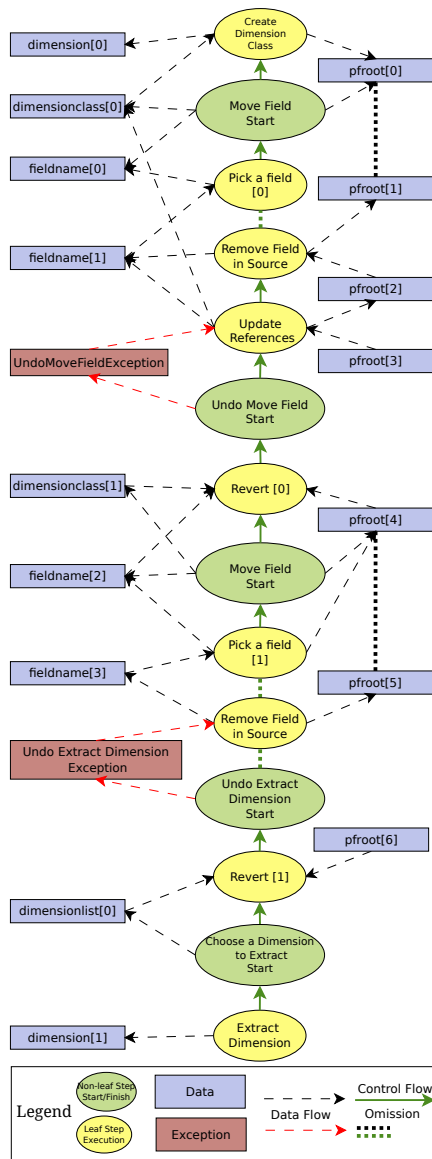 Create
Dimension
Class
dimension[0]
pfroot[0]
dimensionclass[0]
Move Field
Start
fieldname[0]
Pick a field
[0]
pfroot[1]
Remove Field
in Source
fieldname[1]
pfroot[2]
Update
References
UndoMoveFieldException
pfroot[3]
Undo Move Field
Start
dimensionclass[1]
Revert [0]
pfroot[4]
Move Field
Start
fieldname[2]
Pick a field
[1]
fieldname[3]
pfroot[5]
Remove Field
in Source
Undo Extract Dimension
Exception
Undo Extract
Dimension
Start
pfroot[6]
Revert [1]
dimensionlist[0]
Choose a Dimension
to Extract
Start
Extract
Dimension
dimension[1]
Legend
Non-leaf Step
Start/Finish
Data
Control Flow
Data Flow
Omission
Leaf Step
Execution
Exception